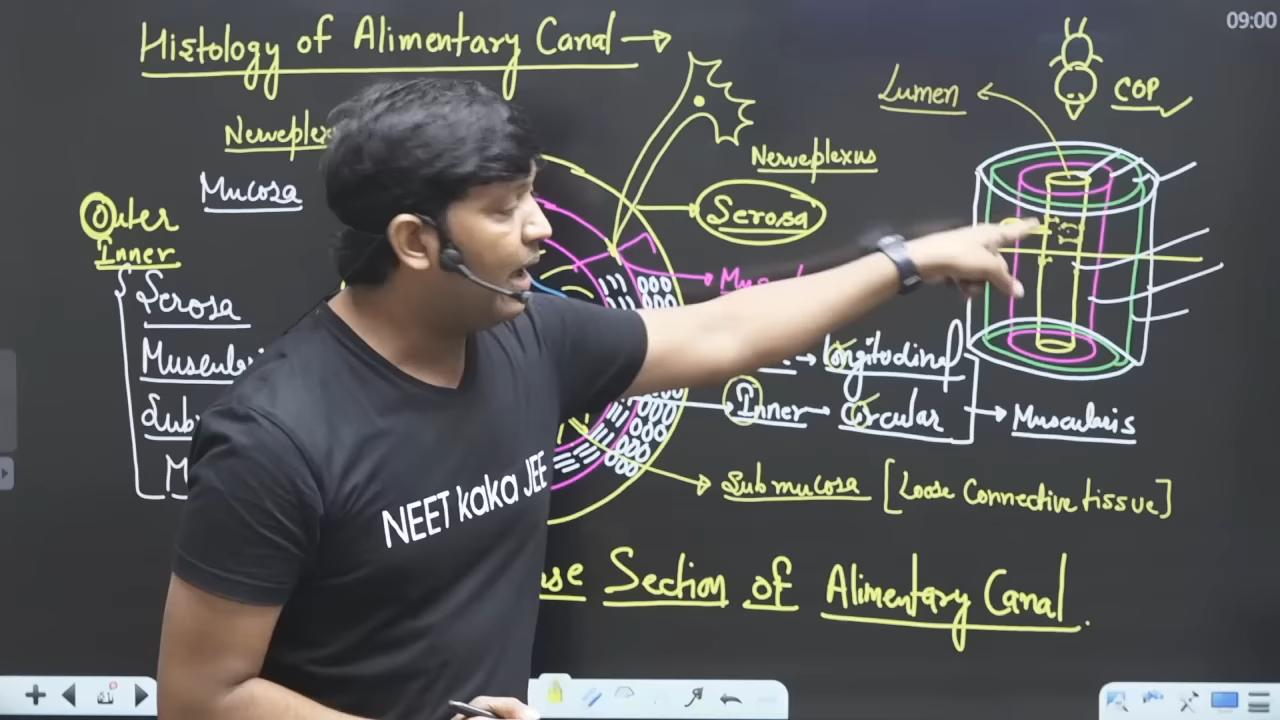 Histology of Alimentary Canal
09:00
Lumen
COP
Nerveplexus
Mucosa
Serosa
Outer
Inner
Serosa
longitudinal
Inner
Circular
Muscularis
Submucosa [Loose Connective tissue]
NEET kaka JEE
Section of Alimentary Canal.